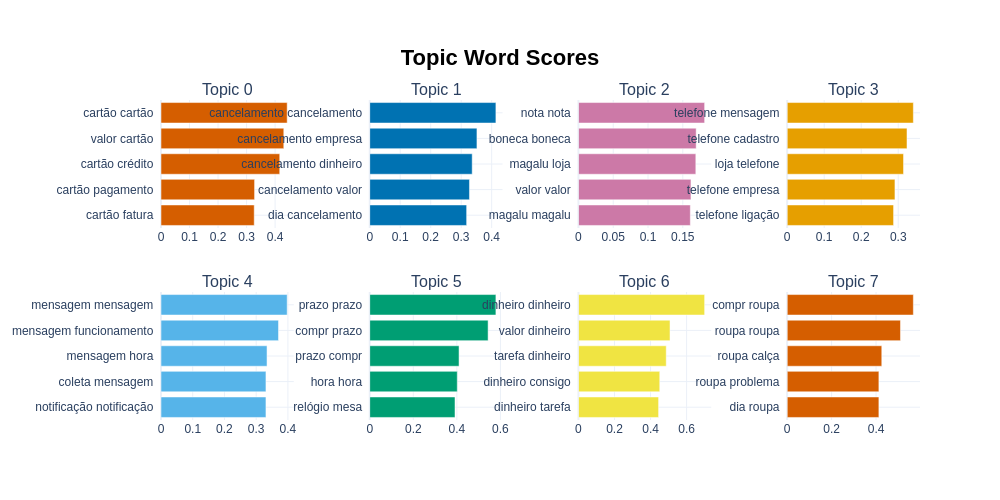 Topic Word Scores
Topic 0
cartão cartão
valor cartão
cartão crédito
cartão pagamento
cartão fatura
0 0.1 0.2 0.3 0.4
Topic 1
cancelamento cancelamento
cancelamento empresa
cancelamento dinheiro
cancelamento valor
dia cancelamento
0 0.1 0.2 0.3 0.4
Topic 2
nota nota
boneca boneca
magalu loja
valor valor
magalu magalu
0 0.05 0.1 0.15
Topic 3
telefone mensagem
telefone cadastro
loja telefone
telefone empresa
telefone ligação
0 0.1 0.2 0.3
Topic 4
mensagem mensagem
mensagem funcionamento
mensagem hora
coleta mensagem
notificação notificação
0 0.1 0.2 0.3 0.4
Topic 5
prazo prazo
compr prazo
prazo compr
hora hora
relógio mesa
0 0.2 0.4 0.6
Topic 6
dinheiro dinheiro
valor dinheiro
tarefa dinheiro
dinheiro consigo
dinheiro tarefa
0 0.2 0.4 0.6
Topic 7
compr roupa
roupa roupa
roupa calça
roupa problema
dia roupa
0 0.2 0.4